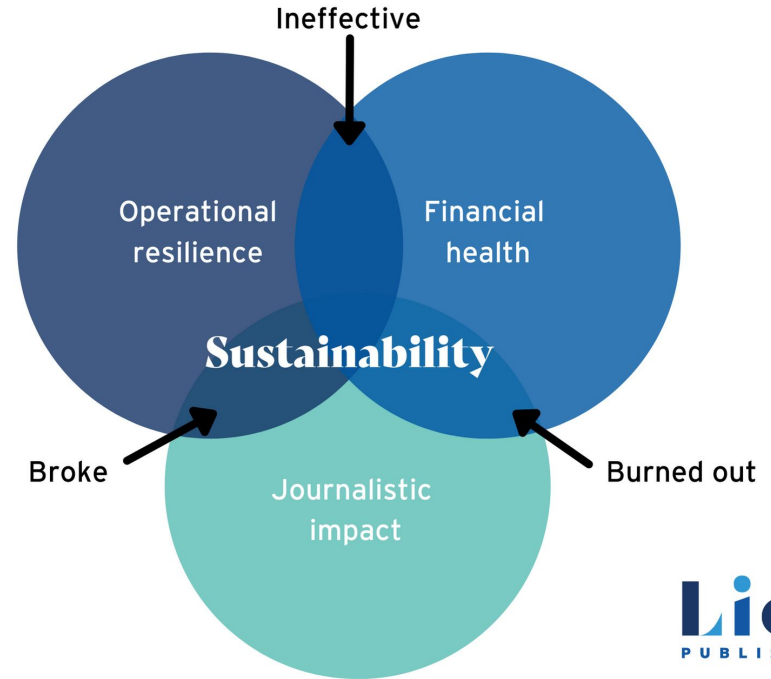 Ineffective
Operational
resilience
Financial
health
Sustainability
Broke
Burned out
Journalistic
impact